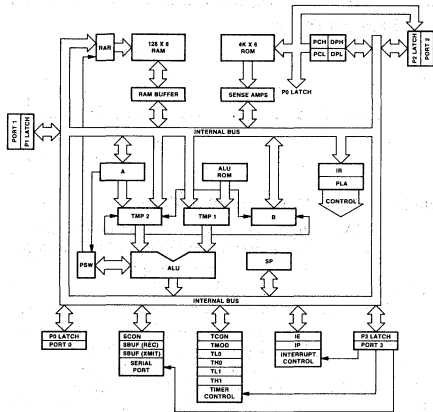 RAR
128 X 8
RAM
4K X 8
ROM
PCH
DPH
PCL
DPL
P2 LATCH
PORT 2
P0 LATCH
RAM BUFFER
SENSE AMPS
PORT 1
P1 LATCH
INTERNAL BUS
A
ALU
ROM
IR
PLA
CONTROL
TMP 2
TMP 1
B
PSW
ALU
SP
INTERNAL BUS
P0 LATCH
PORT 0
SCON
SBUF (REC)
SBUF (XMIT)
SERIAL
PORT
TCON
TMOD
TL0
TH0
TL1
TH1
TIMER
CONTROL
IE
IP
INTERRUPT
CONTROL
P3 LATCH
PORT 3